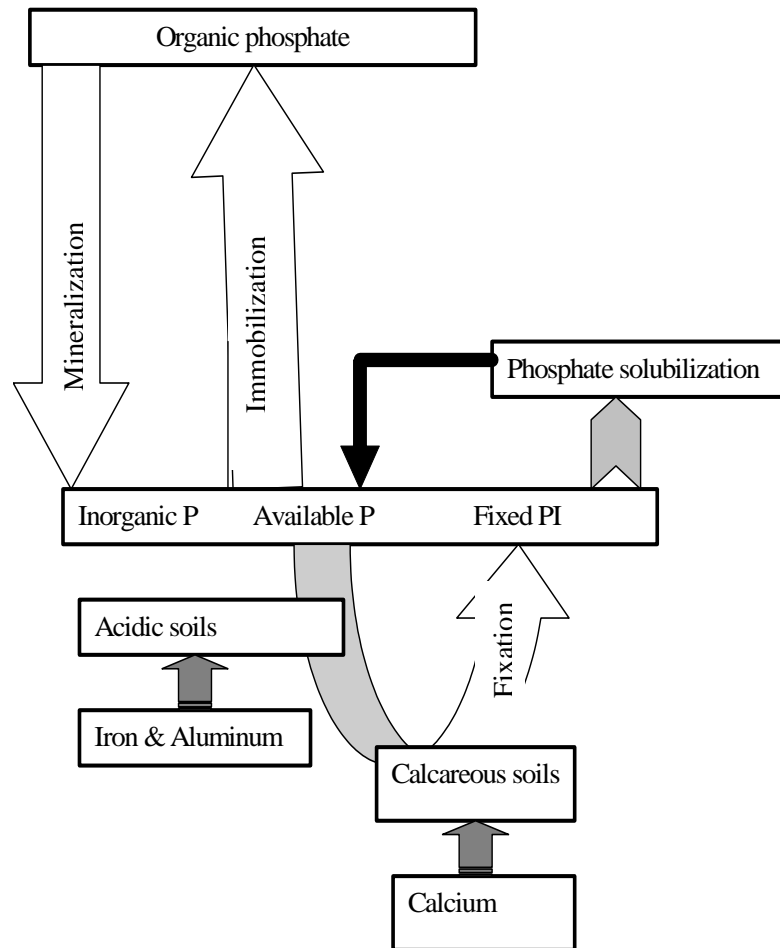 Organic phosphate
Mineralization
Immobilization
Phosphate solubilization
Inorganic P Available P Fixed PI
Acidic soils
Fixation
Iron & Aluminum
Calcareous soils
Calcium